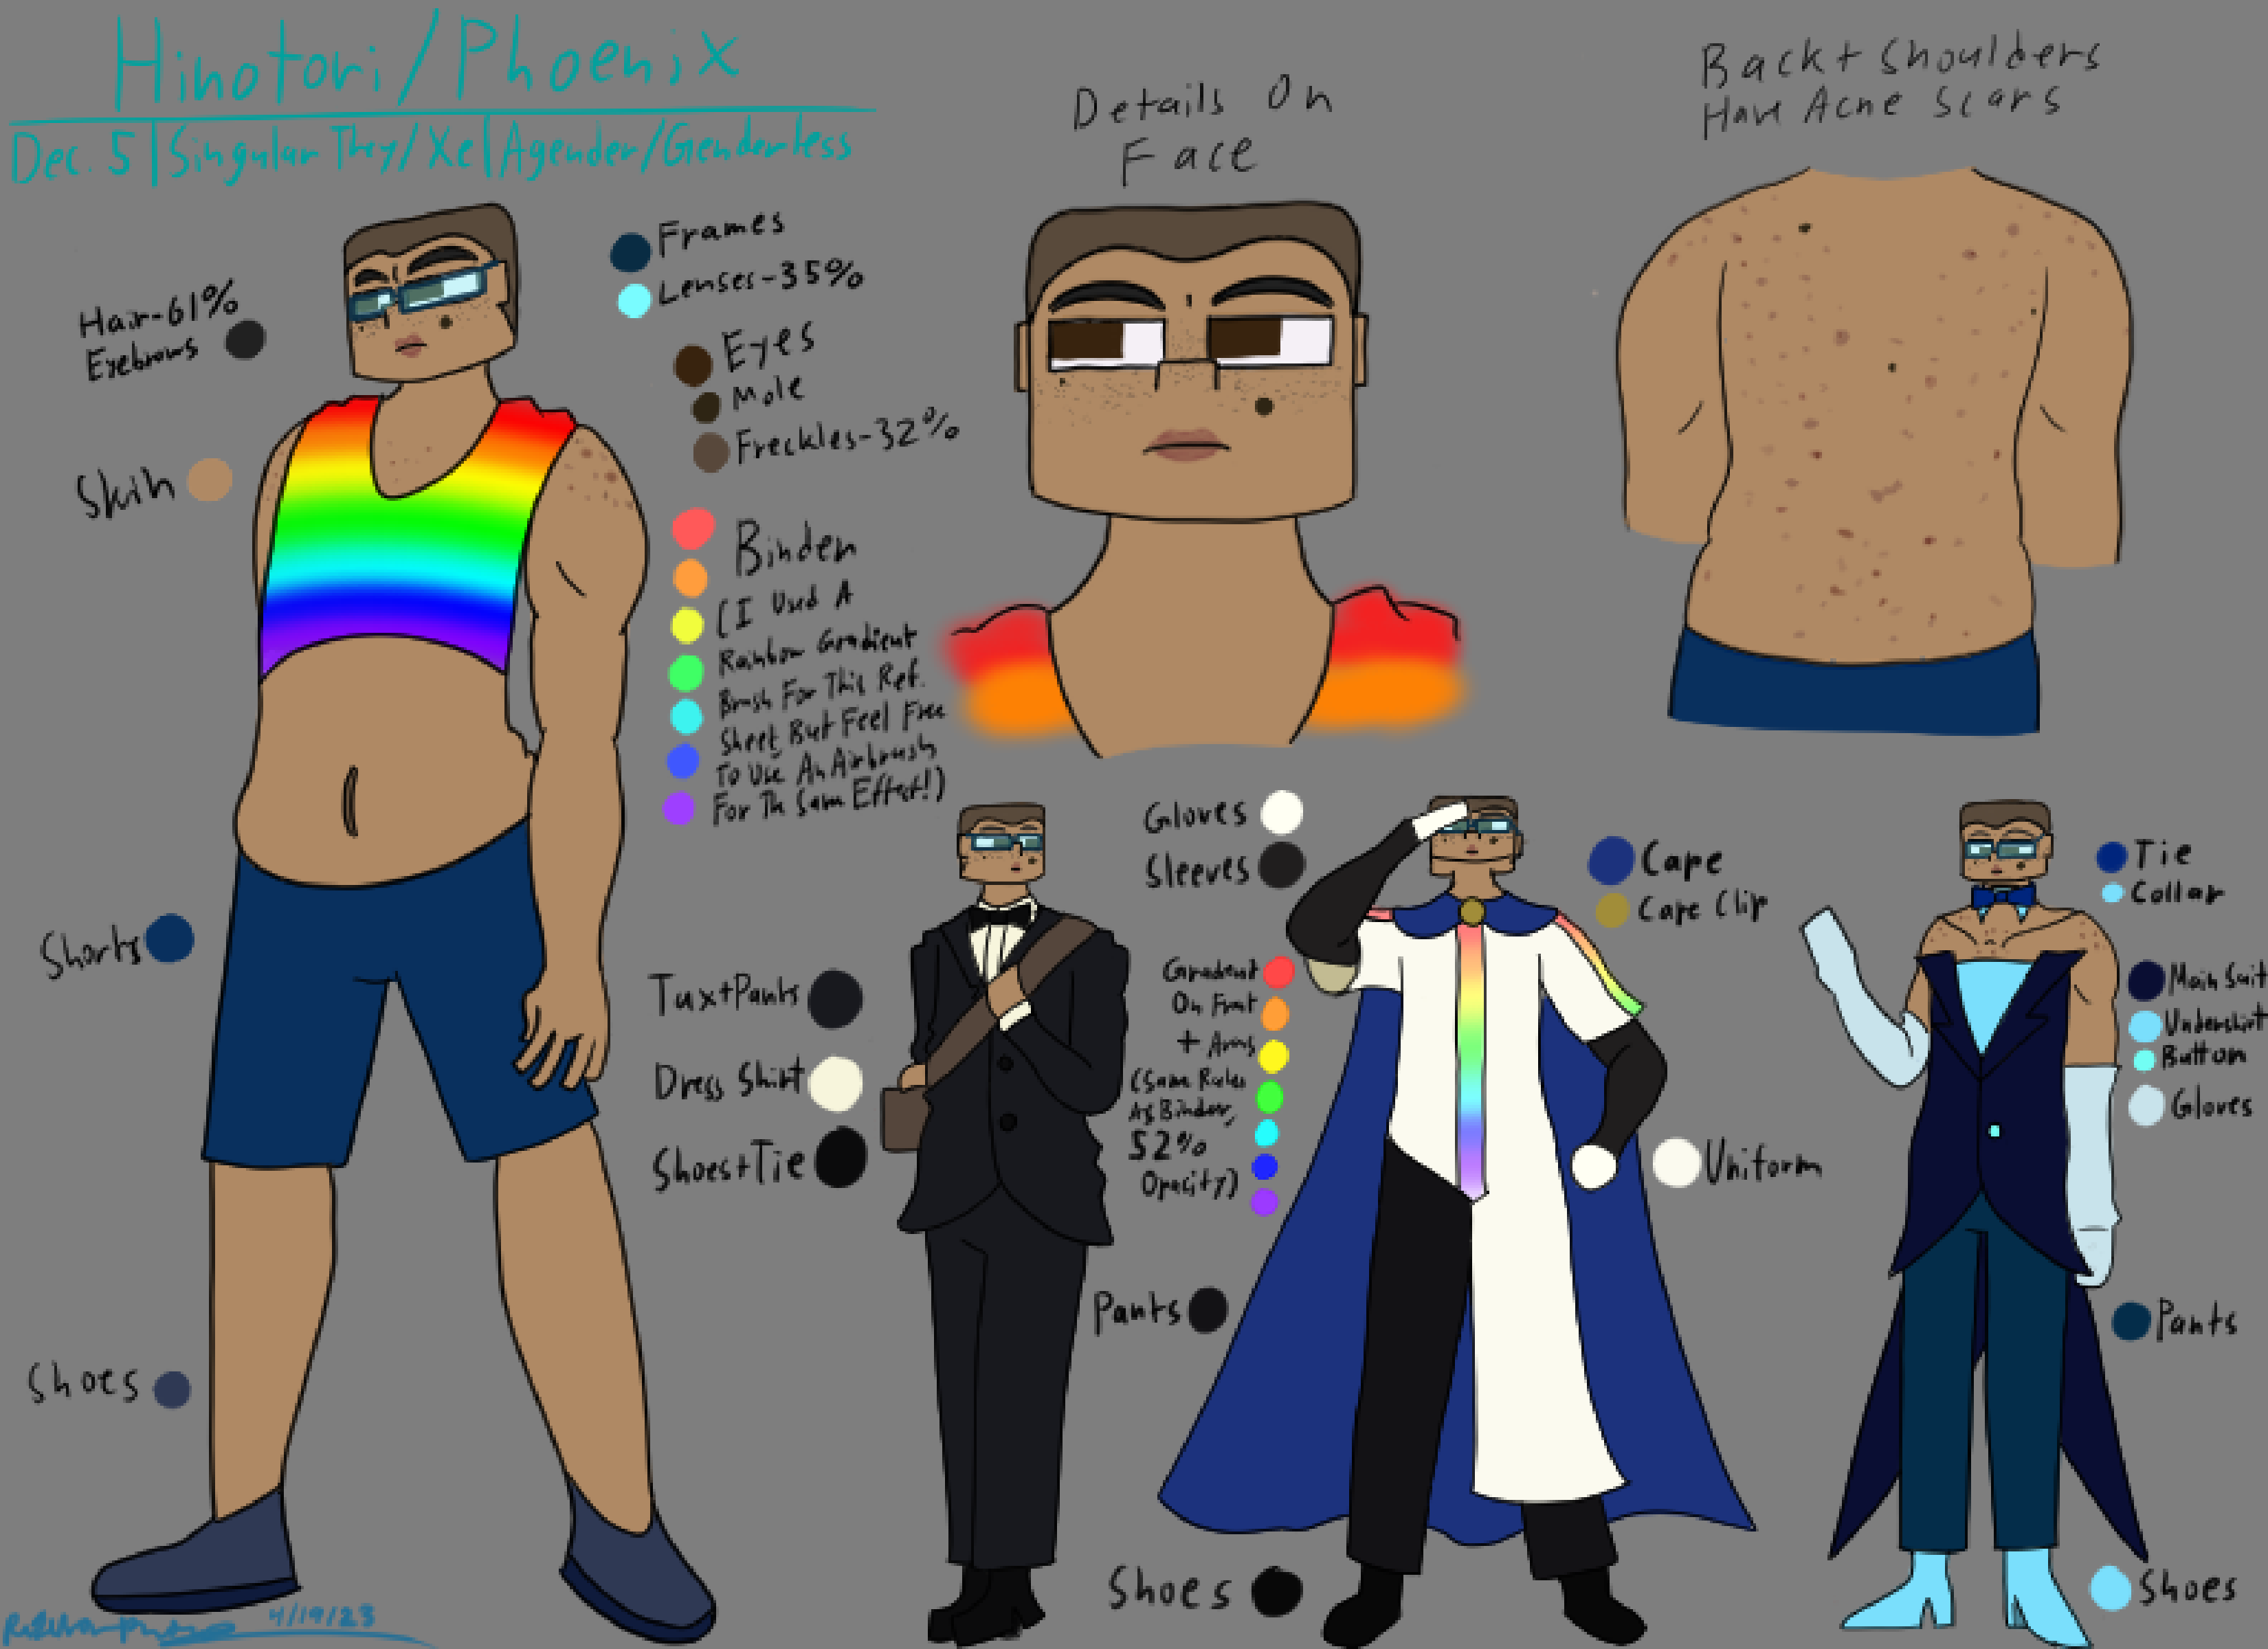 Hinotori/Phoenix
Dec. 5 | Singular They/Xe | Agender/Genderless
Details On
Face
Back + Shoulders
Have Acne Scars
Hair-61%
Eyebrows
Skin
Shorts
Shoes
Frames
Lenses-35%
Eyes
Mole
Freckles-32%
Binder
(I Used A
Rainbow Gradient
Brush For This Ref.
Sheet, But Feel Free
To Use An Airbrush
For Th Sam Effect!)
Tux+Pants
Dress Shirt
Shoes+Tie
Gloves
Sleeves
Cape
Cape Clip
Gradient
On Front
+ Arms
(Same Rules
As Binder,
52%
Opacity)
Uniform
Pants
Shoes
Tie
Collar
Main Suit
Undershirt
Button
Gloves
Pants
Shoes
4/19/23